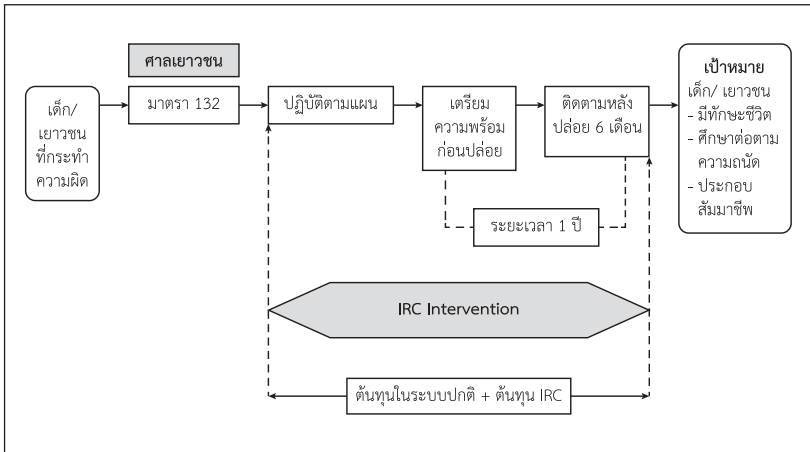 ศาลเยาวชน
เด็ก/
เยาวชน
ที่กระทำ
ความผิด
มาตรา 132
ปฏิบัติตามแผน
เตรียม
ความพร้อม
ก่อนปล่อย
ติดตามหลัง
ปล่อย 6 เดือน
เป้าหมาย
เด็ก/ เยาวชน
- มีทักษะชีวิต
- ศึกษาต่อตาม
ความถนัด
- ประกอบ
สัมมาชีพ
ระยะเวลา 1 ปี
IRC Intervention
ต้นทุนในระบบปกติ + ต้นทุน IRC